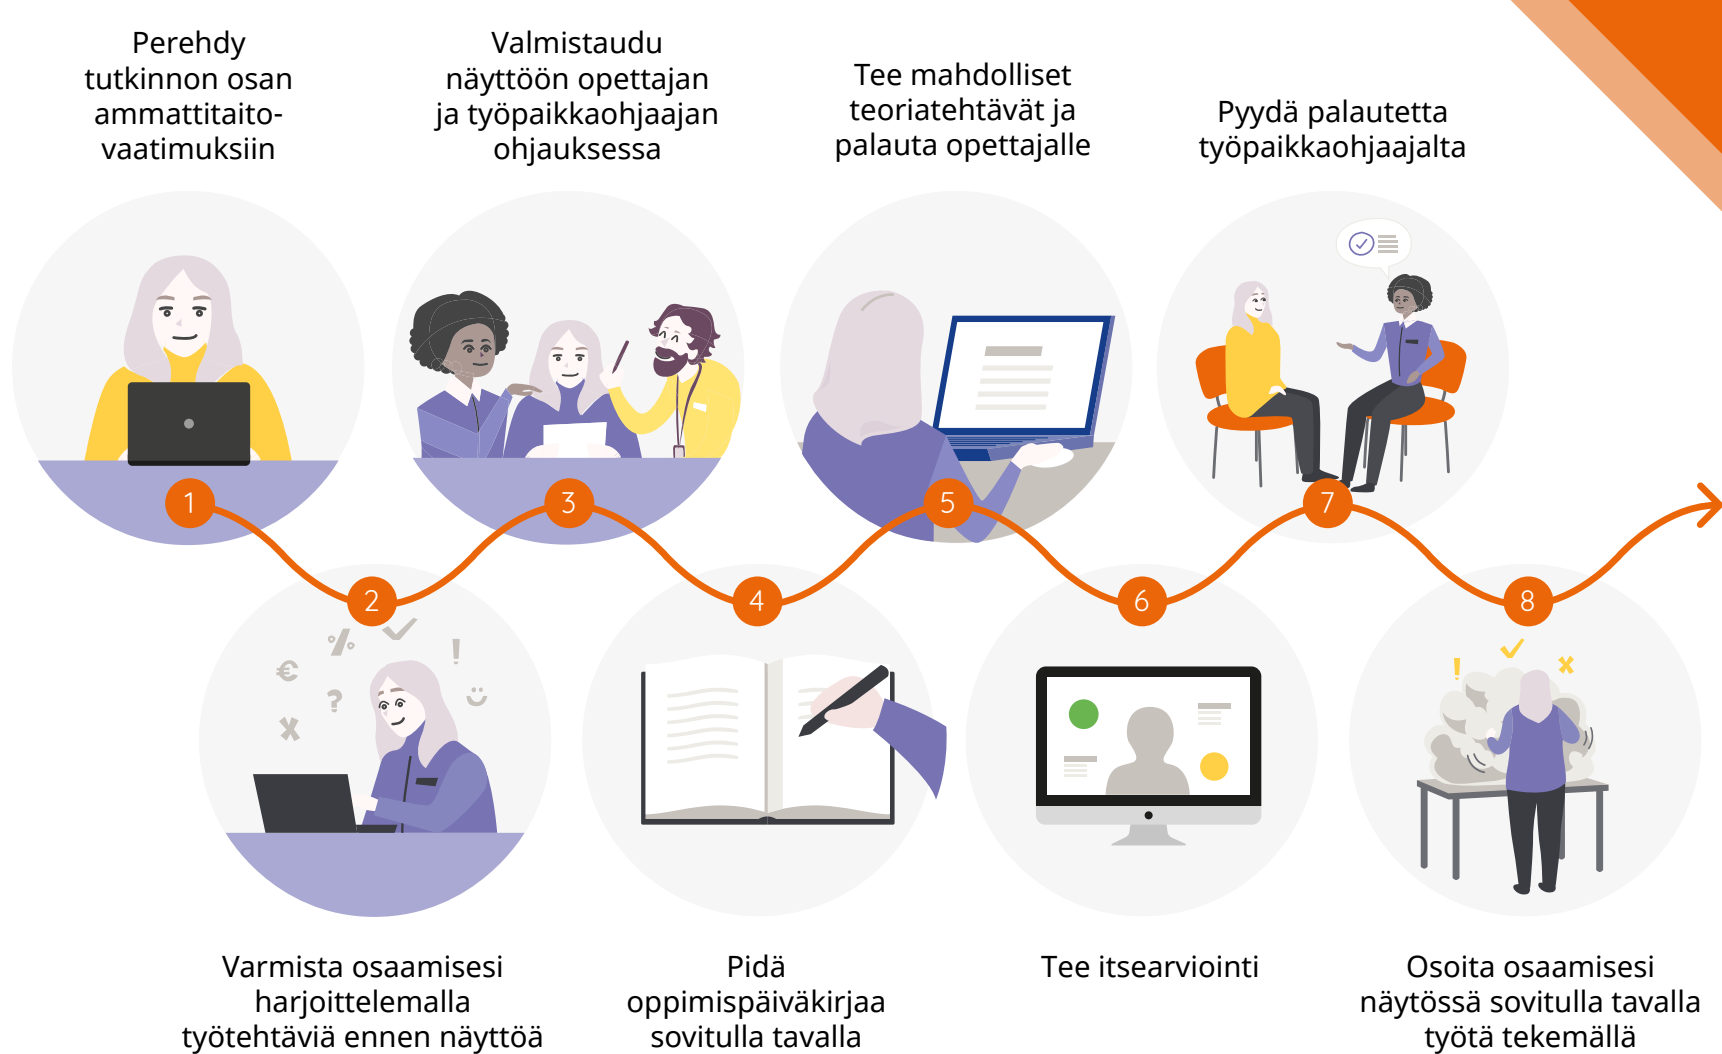 Perehdy
tutkinnon osan
ammattitaito-
vaatimuksiin
1
Varmista osaamisesi
harjoittelemalla
työtehtäviä ennen näyttöä
2
Valmistaudu
näyttöön opettajan
ja työpaikkaohjaajan
ohjauksessa
3
Pidä
oppimispäiväkirjaa
sovitulla tavalla
4
Tee mahdolliset
teoriatehtävät ja
palauta opettajalle
5
Tee itsearviointi
6
Pyydä palautetta
työpaikkaohjaajalta
7
Osoita osaamisesi
näytössä sovitulla tavalla
työtä tekemällä
8